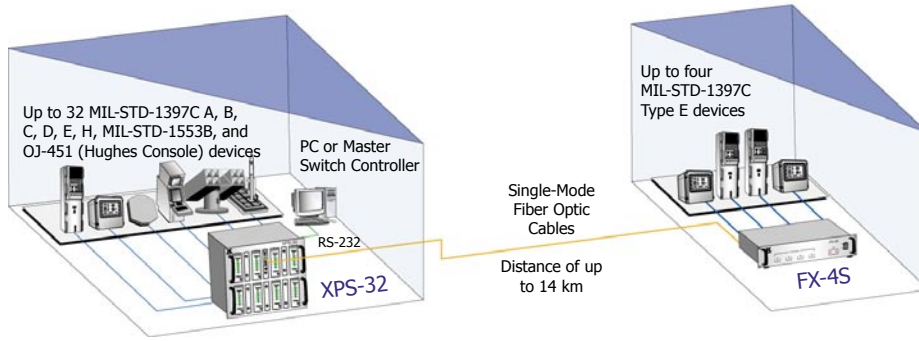 Up to 32 MIL-STD-1397C A, B,
C, D, E, H, MIL-STD-1553B, and
OJ-451 (Hughes Console) devices
PC or Master
Switch Controller
RS-232
XPS-32
Single-Mode
Fiber Optic
Cables
Distance of up
to 14 km
Up to four
MIL-STD-1397C
Type E devices
FX-4S